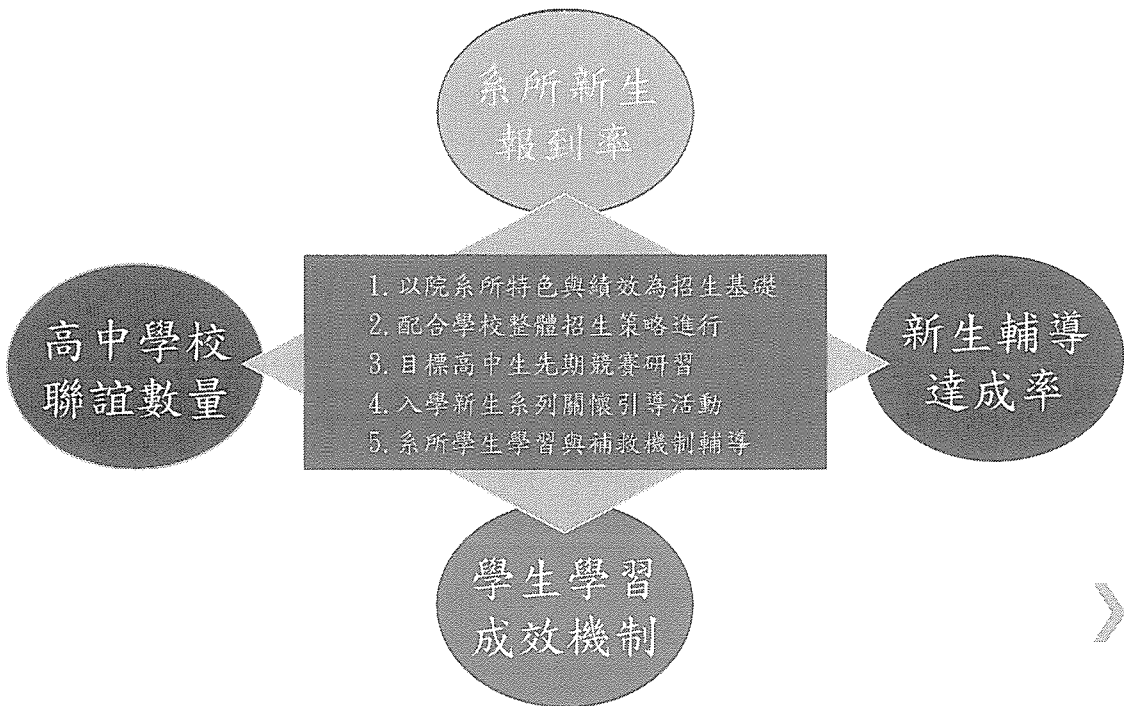 系所新生
報到率
高中學校
聯誼數量
1. 以院系所特色與績效為招生基礎
2. 配合學校整體招生策略進行
3. 目標高中生先期競賽研習
4. 入學新生系列關懷引導活動
5. 系所學生學習與補救機制輔導
新生輔導
達成率
學生學習
成效機制